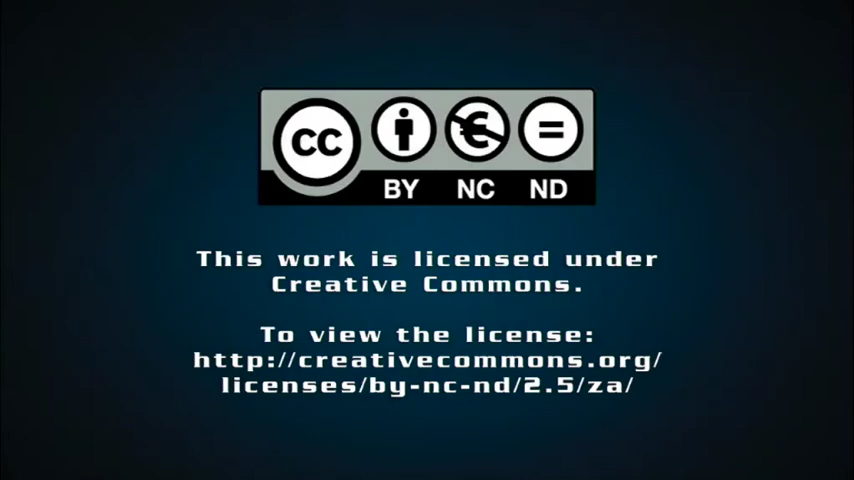 cc
BY NC ND
This work is licensed under
Creative Commons.
To view the license:
http://creativecommons.org/
licenses/by-nc-nd/2.5/za/